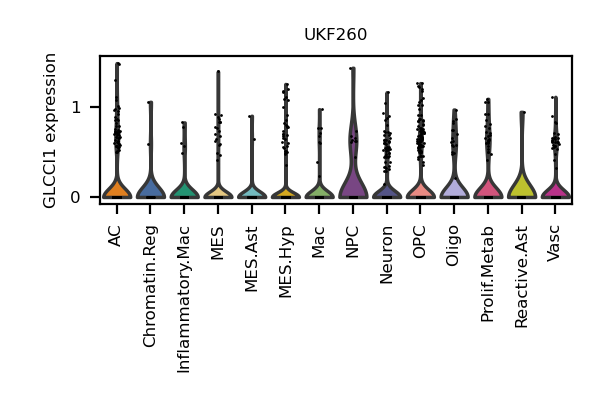 UKF260
GLCCI1 expression
1
0
AC
Chromatin.Reg
Inflammatory.Mac
MES
MES.Ast
MES.Hyp
Mac
NPC
Neuron
OPC
Oligo
Prolif.Metab
Reactive.Ast
Vasc